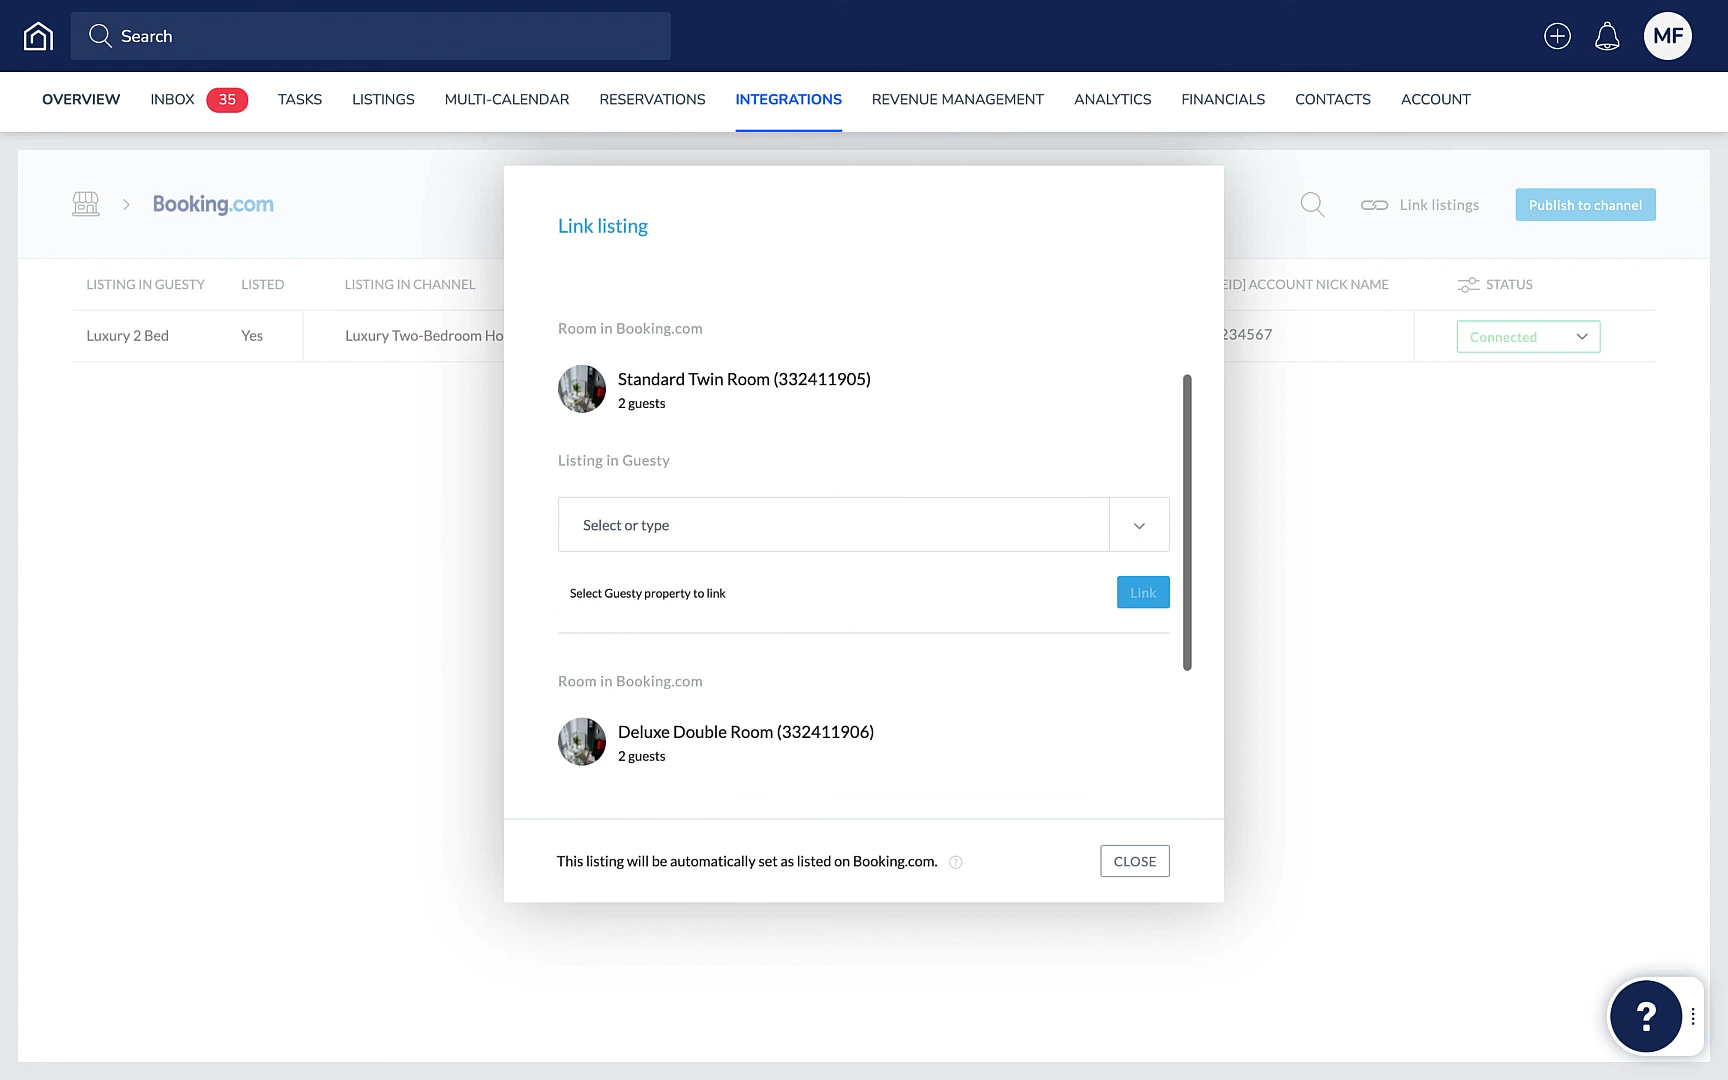 Search
MF
OVERVIEW INBOX 35 TASKS LISTINGS MULTI-CALENDAR RESERVATIONS INTEGRATIONS REVENUE MANAGEMENT ANALYTICS FINANCIALS CONTACTS ACCOUNT
Booking.com
Link listings
Publish to channel
LISTING IN GUESTY LISTED LISTING IN CHANNEL EID] ACCOUNT NICK NAME STATUS
Luxury 2 Bed Yes Luxury Two-Bedroom Ho 234567 Connected
Link listing
Room in Booking.com
Standard Twin Room (332411905)
2 guests
Listing in Guesty
Select or type
Select Guesty property to link
Link
Room in Booking.com
Deluxe Double Room (332411906)
2 guests
This listing will be automatically set as listed on Booking.com. ?
CLOSE
?